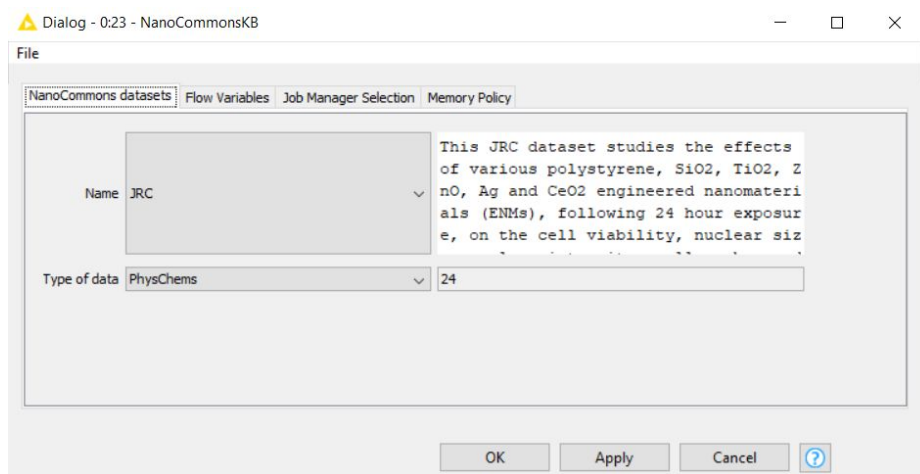 Dialog - 0:23 - NanoCommonsKB
File
NanoCommons datasets Flow Variables Job Manager Selection Memory Policy
This JRC dataset studies the effects
of various polystyrene, SiO2, TiO2, Z
Name JRC nO, Ag and CeO2 engineered nanomateri
als (ENMs), following 24 hour exposur
e, on the cell viability, nuclear siz
Type of data PhysChems 24
OK Apply Cancel ?